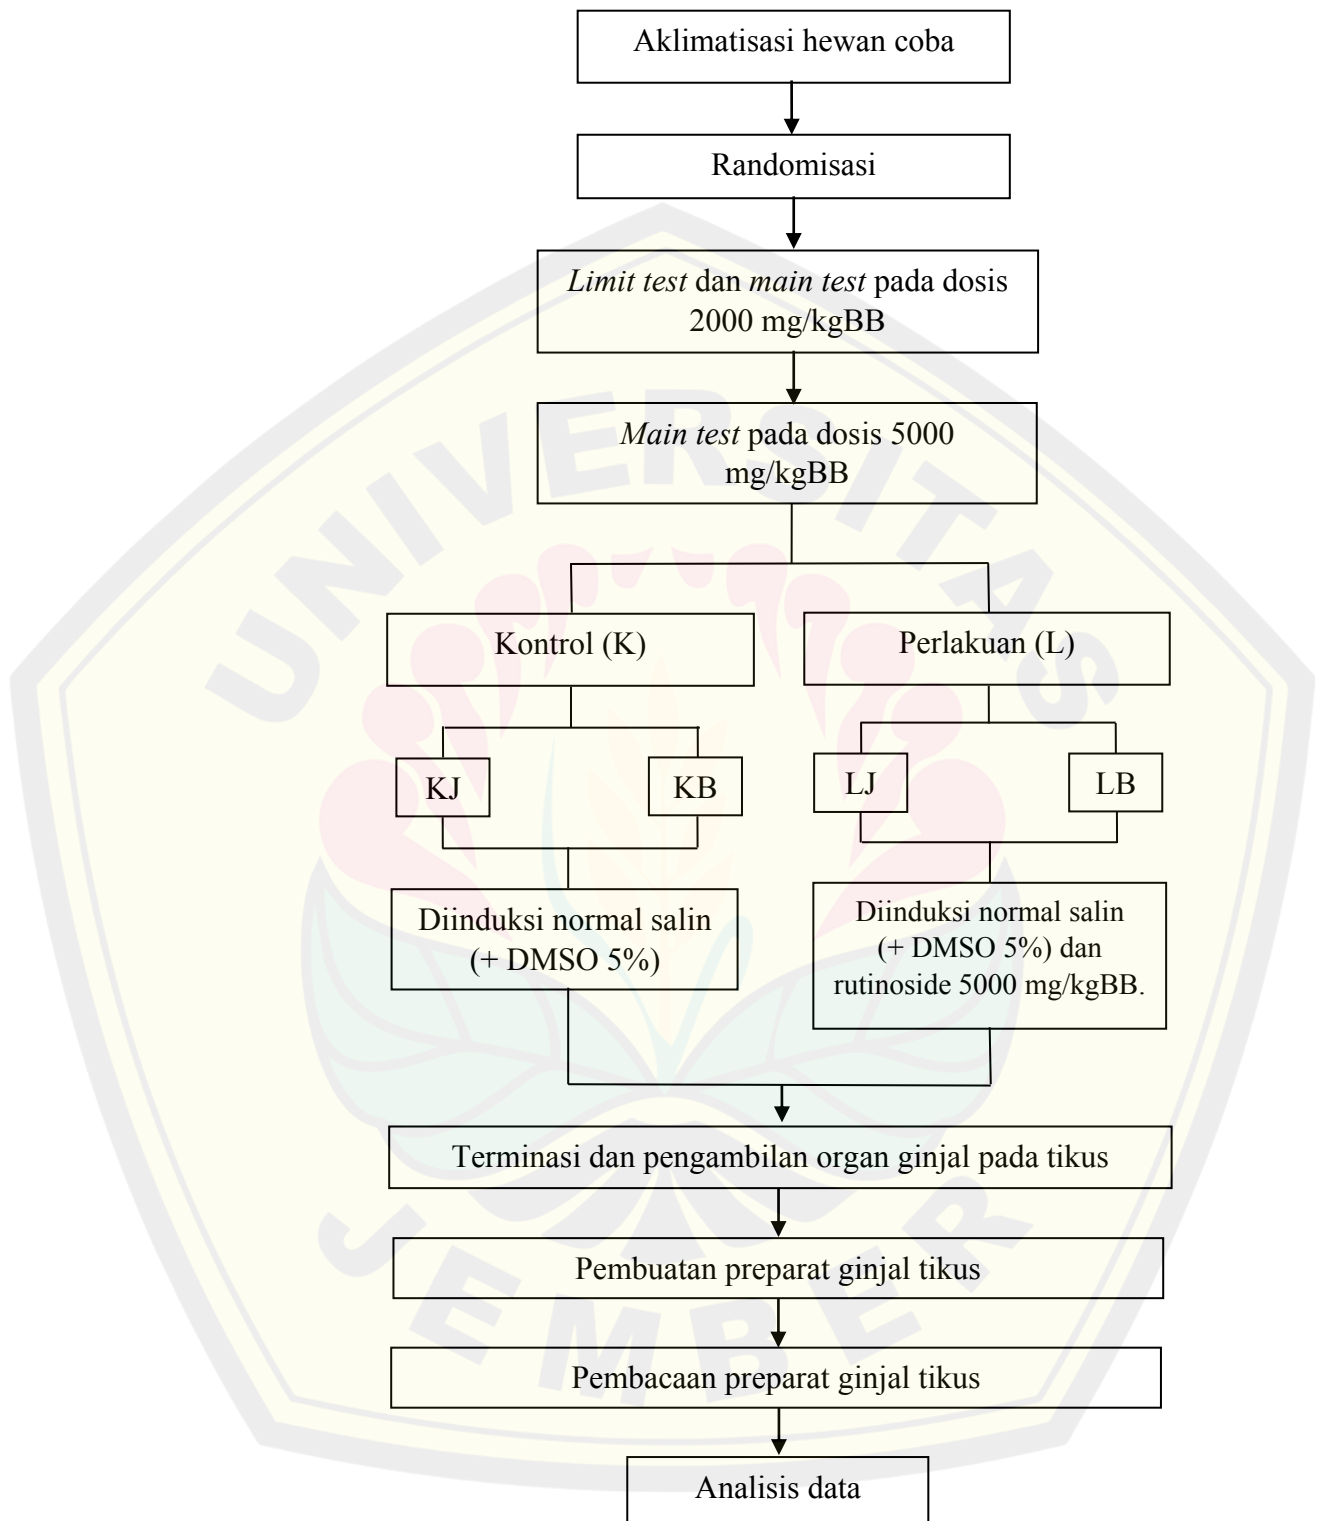 Aklimatisasi hewan coba
Randomisasi
Limit test dan main test pada dosis
2000 mg/kgBB
Main test pada dosis 5000
mg/kgBB
Kontrol (K)
Perlakuan (L)
KJ
KB
LJ
LB
Diinduksi normal salin
(+ DMSO 5%)
Diinduksi normal salin
(+ DMSO 5%) dan
rutinoside 5000 mg/kgBB.
Terminasi dan pengambilan organ ginjal pada tikus
Pembuatan preparat ginjal tikus
Pembacaan preparat ginjal tikus
Analisis data
UNIVERSITAS
JEMBER